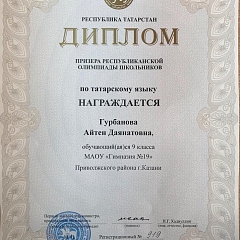 РЕСПУБЛИКА ТАТАРСТАН
ДИПЛОМ
ПРИЗЕРА РЕСПУБЛИКАНСКОЙ
ОЛИМПИАДЫ ШКОЛЬНИКОВ
по татарскому языку
НАГРАЖДАЕТСЯ
Гурбанова
Айтен Даянатовна,
обучающий(ая)ся 9 класса
МАОУ «Гимназия №19»
Приволжского района г.Казани
Регистрационный № 919